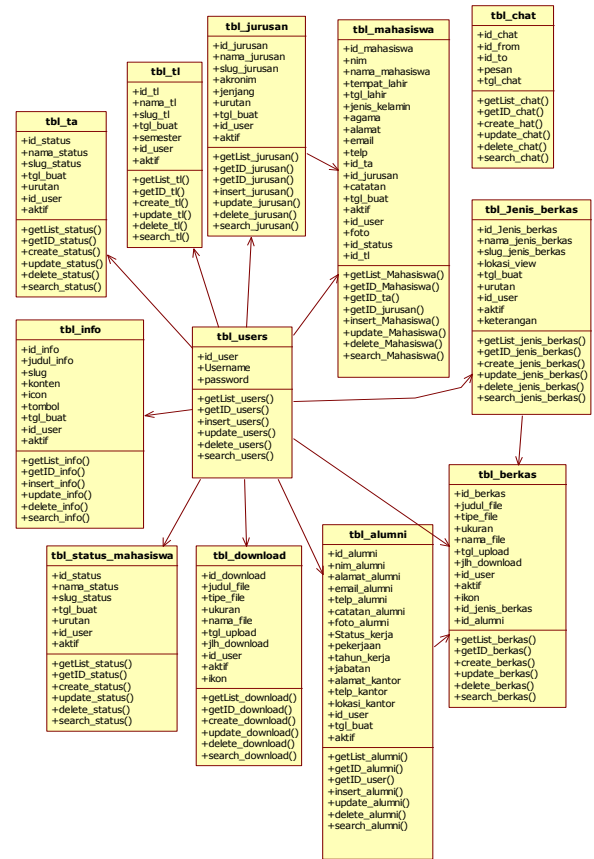 tbl_ta
+id_status
+nama_status
+slug_status
+tgl_buat
+urutan
+id_user
+aktif
+getList_status()
+getID_status()
+create_status()
+update_status()
+delete_status()
+search_status()
tbl_tl
+id_tl
+nama_tl
+slug_tl
+tgl_buat
+semester
+id_user
+aktif
+getList_tl()
+getID_tl()
+create_tl()
+update_tl()
+delete_tl()
+search_tl()
tbl_jurusan
+id_jurusan
+nama_jurusan
+slug_jurusan
+akronim
+jenjang
+urutan
+tgl_buat
+id_user
+aktif
+getList_jurusan()
+getID_jurusan()
+getID_jurusan()
+insert_jurusan()
+update_jurusan()
+delete_jurusan()
+search_jurusan()
tbl_mahasiswa
+id_mahasiswa
+nim
+nama_mahasiswa
+tempat_lahir
+tgl_lahir
+jenis_kelamin
+agama
+alamat
+email
+telp
+id_ta
+id_jurusan
+catatan
+tgl_buat
+aktif
+id_user
+foto
+id_status
+id_tl
+getList_Mahasiswa()
+getID_Mahasiswa()
+getID_ta()
+getID_jurusan()
+insert_Mahasiswa()
+update_Mahasiswa()
+delete_Mahasiswa()
+search_Mahasiswa()
tbl_chat
+id_chat
+id_from
+id_to
+pesan
+tgl_chat
+getList_chat()
+getID_chat()
+create_hat()
+update_chat()
+delete_chat()
+search_chat()
tbl_Jenis_berkas
+id_Jenis_berkas
+nama_jenis_berkas
+slug_jenis_berkas
+lokasi_view
+tgl_buat
+urutan
+id_user
+aktif
+keterangan
+getList_jenis_berkas()
+getID_jenis_berkas()
+create_jenis_berkas()
+update_jenis_berkas()
+delete_jenis_berkas()
+search_jenis_berkas()
tbl_info
+id_info
+judul_info
+slug
+konten
+icon
+tombol
+tgl_buat
+id_user
+aktif
+getList_info()
+getID_info()
+insert_info()
+update_info()
+delete_info()
+search_info()
tbl_users
+id_user
+Username
+password
+getList_users()
+getID_users()
+insert_users()
+update_users()
+delete_users()
+search_users()
tbl_berkas
+id_berkas
+judul_file
+tipe_file
+ukuran
+nama_file
+tgl_upload
+jlh_download
+id_user
+aktif
+ikon
+id_jenis_berkas
+id_alumni
+getList_berkas()
+getID_berkas()
+create_berkas()
+update_berkas()
+delete_berkas()
+search_berkas()
tbl_status_mahasiswa
+id_status
+nama_status
+slug_status
+tgl_buat
+urutan
+id_user
+aktif
+getList_status()
+getID_status()
+create_status()
+update_status()
+delete_status()
+search_status()
tbl_download
+id_download
+judul_file
+tipe_file
+ukuran
+nama_file
+tgl_upload
+jlh_download
+id_user
+aktif
+ikon
+getList_download()
+getID_download()
+create_download()
+update_download()
+delete_download()
+search_download()
tbl_alumni
+id_alumni
+nim_alumni
+alamat_alumni
+email_alumni
+telp_alumni
+catatan_alumni
+foto_alumni
+Status_kerja
+pekerjaan
+tahun_kerja
+jabatan
+alamat_kantor
+telp_kantor
+lokasi_kantor
+id_user
+tgl_buat
+aktif
+getList_alumni()
+getID_alumni()
+getID_user()
+insert_alumni()
+update_alumni()
+delete_alumni()
+search_alumni()